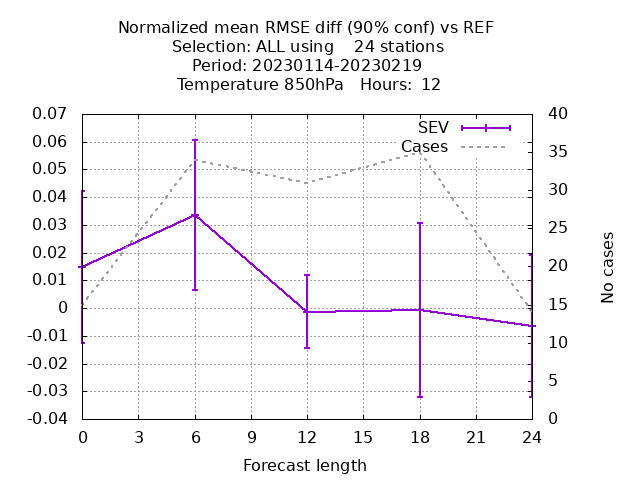 Normalized mean RMSE diff (90% conf) vs REF
Selection: ALL using    24 stations
Period: 20230114-20230219
Temperature 850hPa   Hours:  12
SEV
Cases
0.07
0.06
0.05
0.04
0.03
0.02
0.01
0
-0.01
-0.02
-0.03
-0.04
40
35
30
25
20
15
10
5
0
No cases
0 3 6 9 12 15 18 21 24
Forecast length